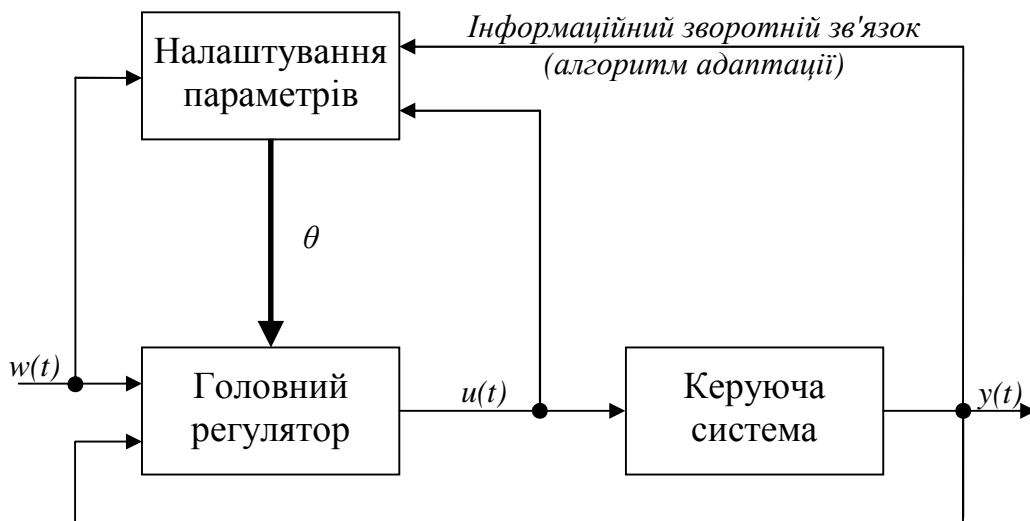 Налаштування
параметрів
Інформаційний зворотній зв'язок
(алгоритм адаптації)
θ
w(t)
Головний
регулятор
u(t)
Керуюча
система
y(t)